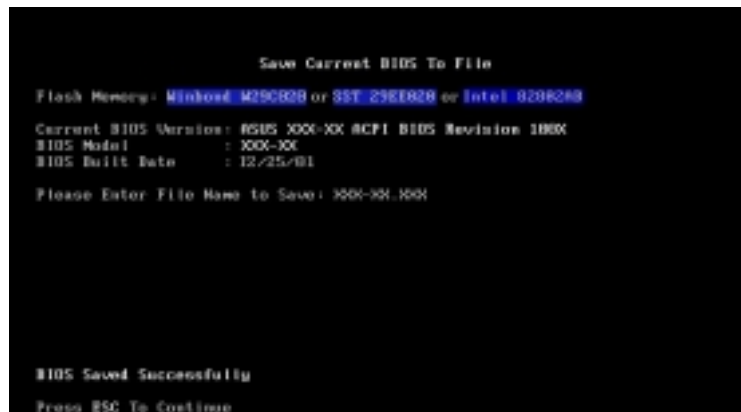 Save Current BIOS To File
Flash Memory: Winbond W29C020 or SST 29EE020 or Intel 82802AB
Current BIOS Version: ASUS XXX-XX ACPI BIOS Revision 100X
BIOS Model : XXX-XX
BIOS Built Date : 12/25/01
Please Enter File Name to Save: XXX-XX.XXX
BIOS Saved Successfully
Press ESC To Continue